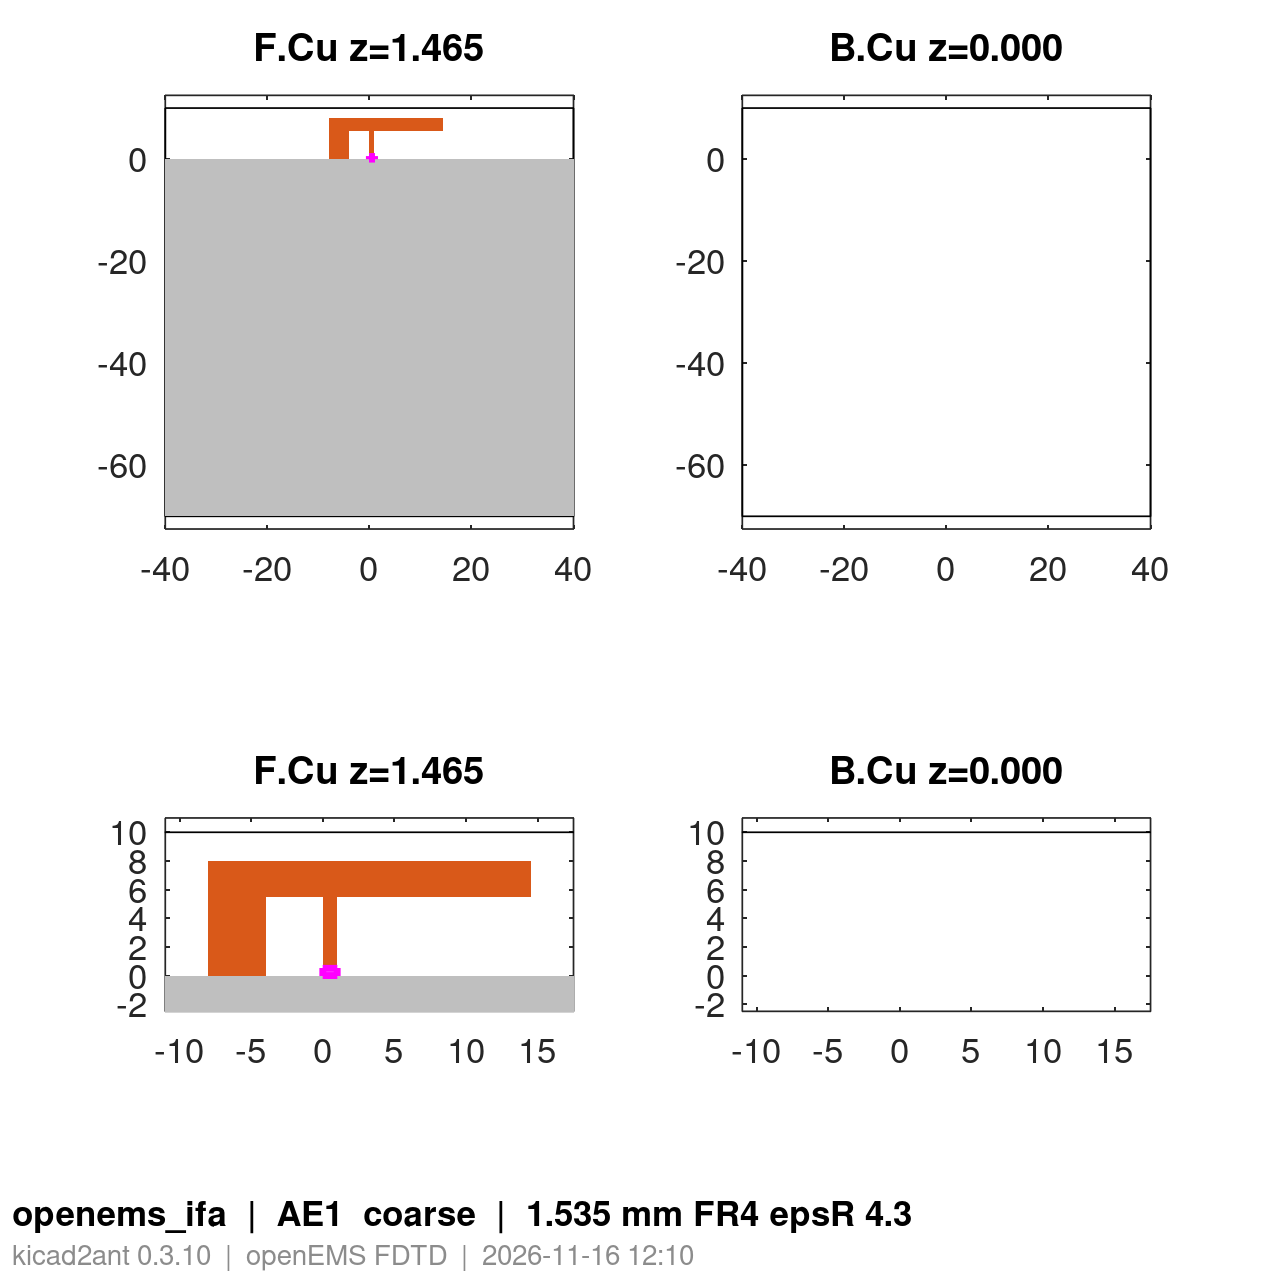 F.Cu z=1.465
B.Cu z=0.000
0
-20
-40
-60
-40 -20 0 20 40
0
-20
-40
-60
-40 -20 0 20 40
F.Cu z=1.465
B.Cu z=0.000
10
8
6
4
2
0
-2
-10 -5 0 5 10 15
10
8
6
4
2
0
-2
-10 -5 0 5 10 15
openems_ifa | AE1 coarse | 1.535 mm FR4 epsR 4.3
kicad2ant 0.3.10 | openEMS FDTD | 2026-11-16 12:10